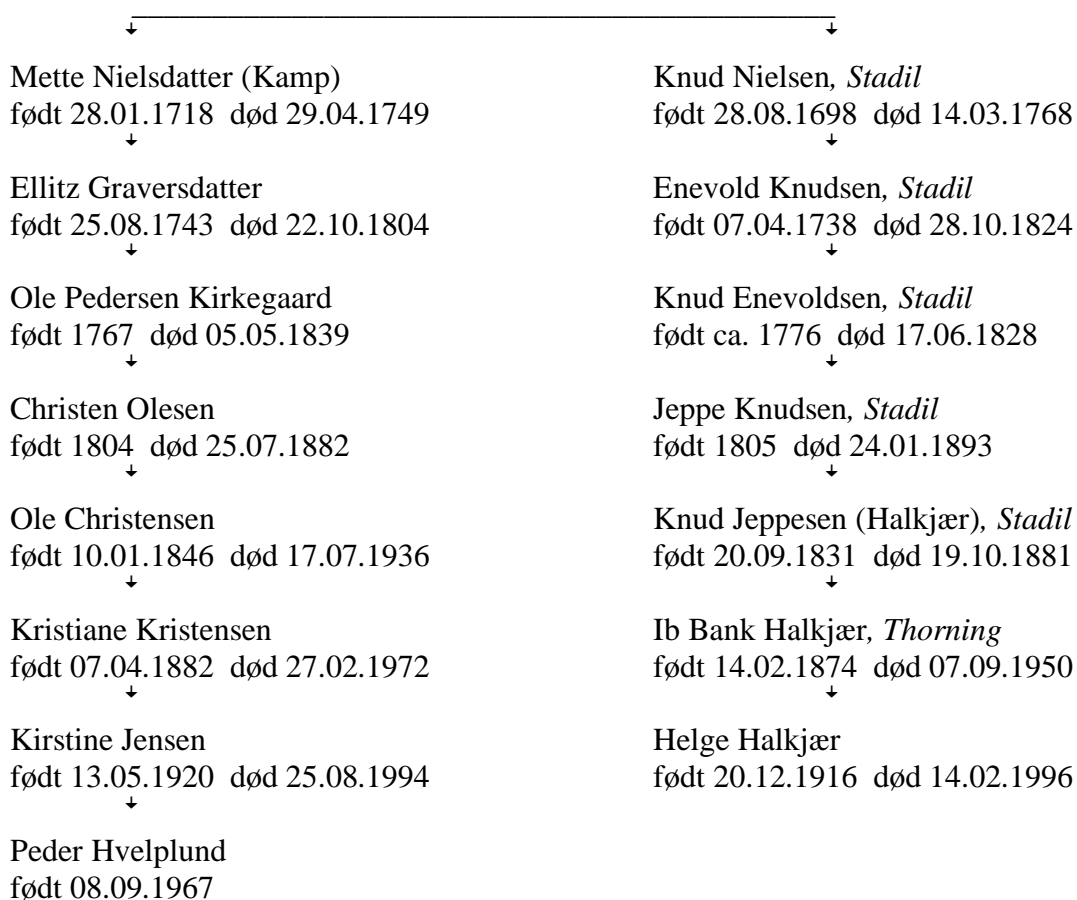 Mette Nielsdatter (Kamp)
født 28.01.1718 død 29.04.1749
Ellitz Graversdatter
født 25.08.1743 død 22.10.1804
Ole Pedersen Kirkegaard
født 1767 død 05.05.1839
Christen Olesen
født 1804 død 25.07.1882
Ole Christensen
født 10.01.1846 død 17.07.1936
Kristiane Kristensen
født 07.04.1882 død 27.02.1972
Kirstine Jensen
født 13.05.1920 død 25.08.1994
Peder Hvelplund
født 08.09.1967
Knud Nielsen, Stadil
født 28.08.1698 død 14.03.1768
Enevold Knudsen, Stadil
født 07.04.1738 død 28.10.1824
Knud Enevoldsen, Stadil
født ca. 1776 død 17.06.1828
Jeppe Knudsen, Stadil
født 1805 død 24.01.1893
Knud Jeppesen (Halkjær), Stadil
født 20.09.1831 død 19.10.1881
Ib Bank Halkjær, Thorning
født 14.02.1874 død 07.09.1950
Helge Halkjær
født 20.12.1916 død 14.02.1996